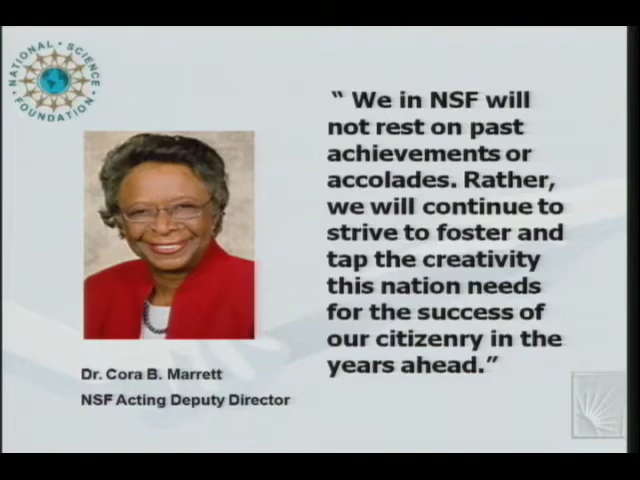 NATIONAL SCIENCE FOUNDATION
“ We in NSF will
not rest on past
achievements or
accolades. Rather,
we will continue to
strive to foster and
tap the creativity
this nation needs
for the success of
our citizenry in the
years ahead.”
Dr. Cora B. Marrett
NSF Acting Deputy Director